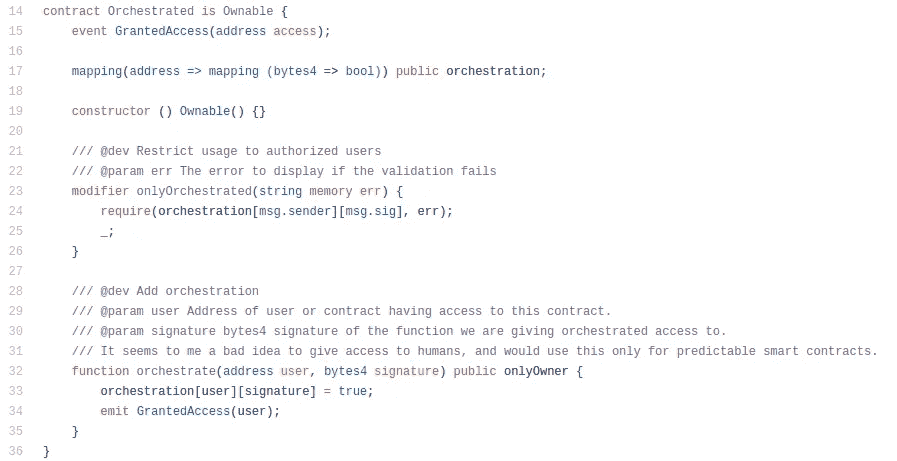 14 contract Orchestrated is Ownable {
15     event GrantedAccess(address access);
16
17     mapping(address => mapping (bytes4 => bool)) public orchestration;
18
19     constructor () Ownable() {}
20
21     /// @dev Restrict usage to authorized users
22     /// @param err The error to display if the validation fails
23     modifier onlyOrchestrated(string memory err) {
24         require(orchestration[msg.sender][msg.sig], err);
25         _;
26     }
27
28     /// @dev Add orchestration
29     /// @param user Address of user or contract having access to this contract.
30     /// @param signature bytes4 signature of the function we are giving orchestrated access to.
31     /// It seems to me a bad idea to give access to humans, and would use this only for predictable smart contracts.
32     function orchestrate(address user, bytes4 signature) public onlyOwner {
33         orchestration[user][signature] = true;
34         emit GrantedAccess(user);
35     }
36 }